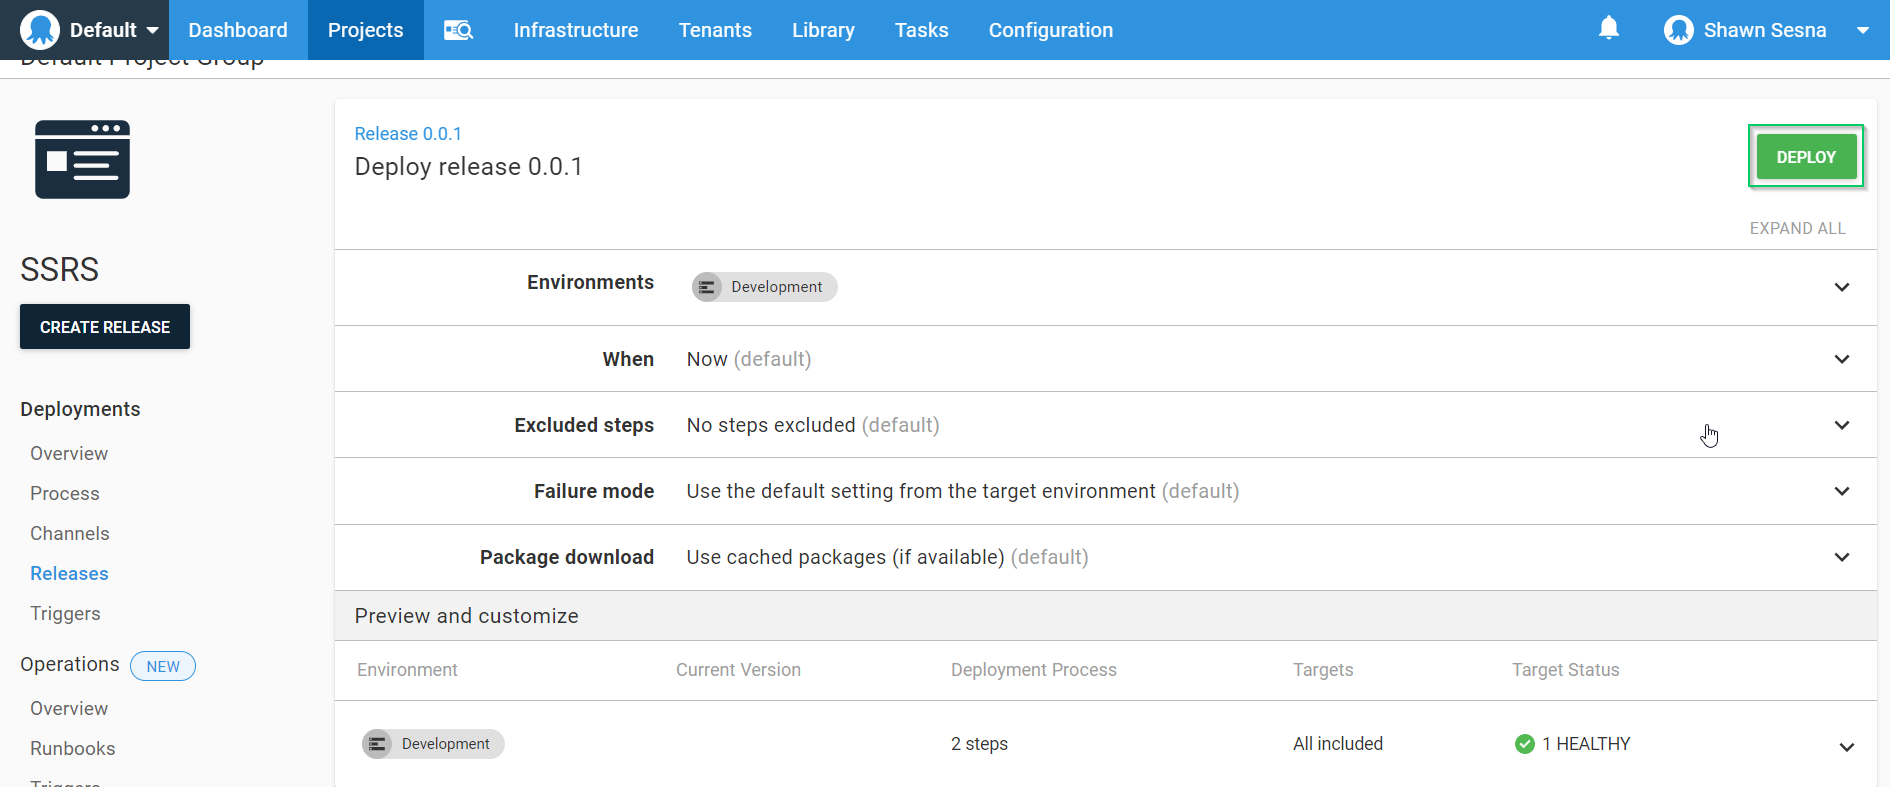 Default
Dashboard
Projects
Infrastructure
Tenants
Library
Tasks
Configuration
Shawn Sesna
Default Project Group
SSRS
CREATE RELEASE
Deployments
Overview
Process
Channels
Releases
Triggers
Operations NEW
Overview
Runbooks
Triggers
Release 0.0.1
Deploy release 0.0.1
DEPLOY
EXPAND ALL
Environments Development
When Now (default)
Excluded steps No steps excluded (default)
Failure mode Use the default setting from the target environment (default)
Package download Use cached packages (if available) (default)
Preview and customize
Environment Current Version Deployment Process Targets Target Status
Development 2 steps All included 1 HEALTHY